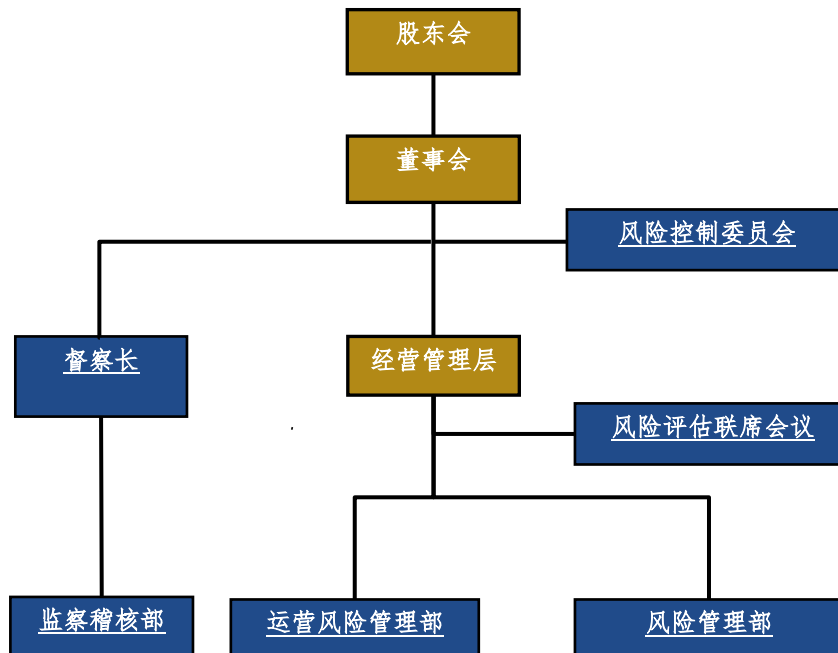 股东会
董事会
风险控制委员会
督察长
经营管理层
风险评估联席会议
监察稽核部
运营风险管理部
风险管理部